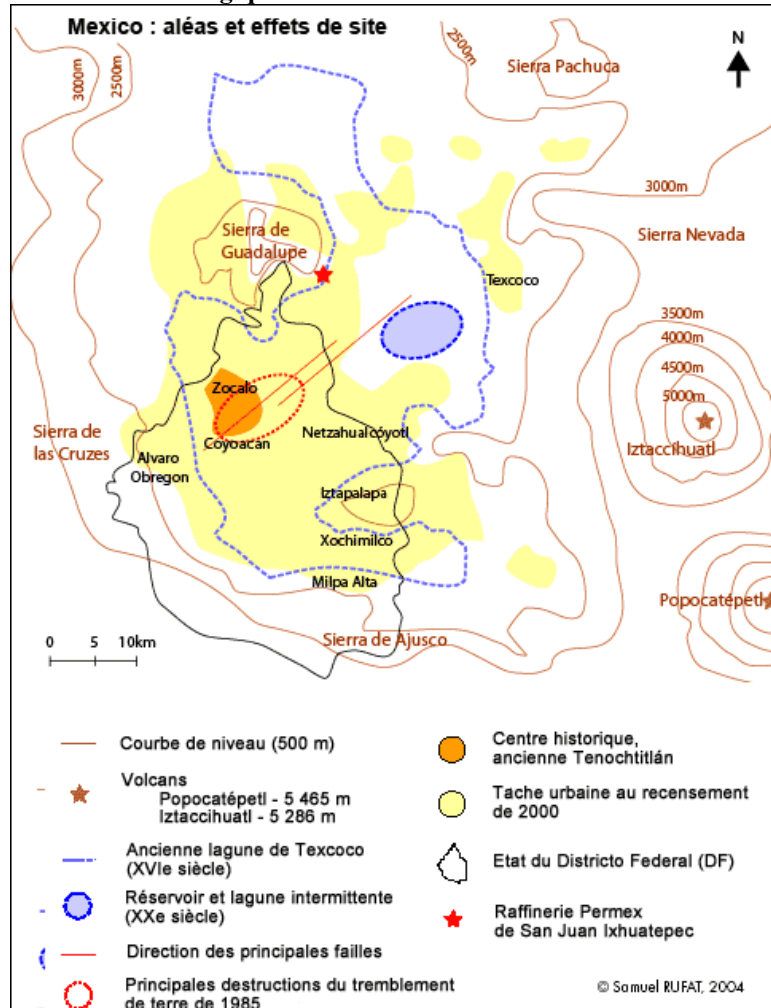 Mexico : aléas et effets de site
N
3000m
2500m
2500m
Sierra Pachuca
3000m
Sierra de
Guadalupe
Sierra Nevada
Texcoco
3500m
4000m
4500m
5000m
Zocalo
Sierra de
las Cruzes
Coyoacán
Netzahualcóyotl
Iztaccihuatl
Alvaro
Obregon
Iztapalapa
Xochimilco
Milpa Alta
Popocatépetl
0 5 10km
Sierra de Ajusco
Courbe de niveau (500 m)
Volcans
Popocatépetl - 5 465 m
Iztaccihuatl - 5 286 m
Ancienne lagune de Texcoco
(XVIe siècle)
Réservoir et lagune intermittente
(XXe siècle)
Direction des principales failles
Principales destructions du tremblement
de terre de 1985
Centre historique,
ancienne Tenochtitlán
Tache urbaine au recensement
de 2000
Etat du Districto Federal (DF)
Raffinerie Permex
de San Juan Ixhuatepec
© Samuel RUFAT, 2004